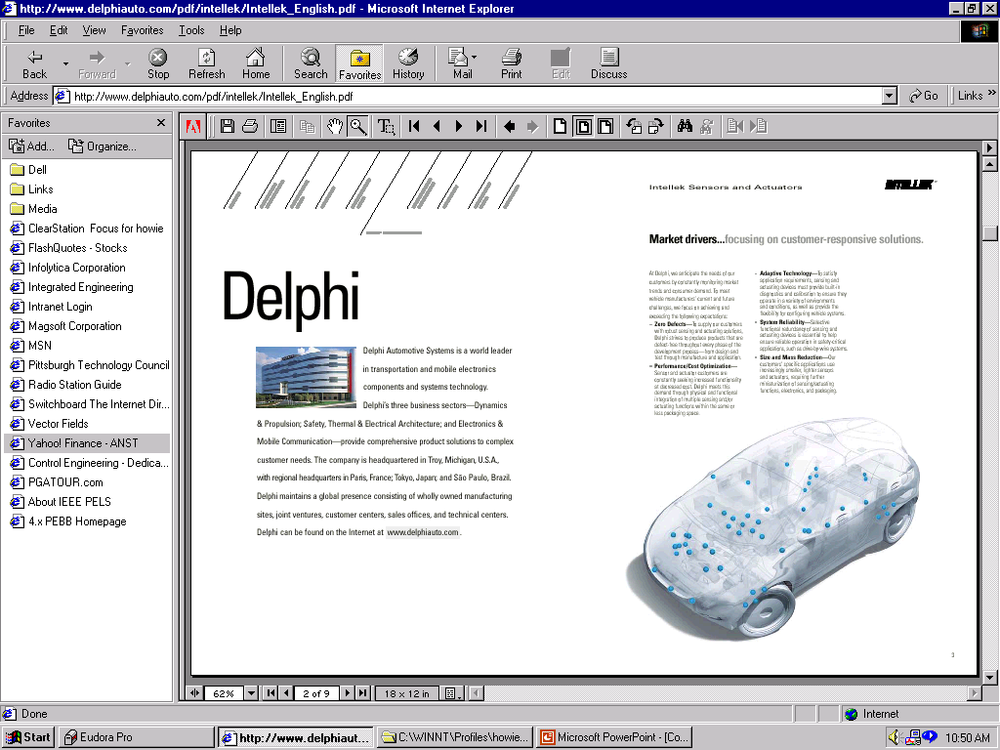 http://www.delphiauto.com/pdf/intellek/Intellek_English.pdf - Microsoft Internet Explorer
File Edit View Favorites Tools Help
Back Forward Stop Refresh Home Search Favorites History Mail Print Edit Discuss
Address http://www.delphiauto.com/pdf/intellek/Intellek_English.pdf Go Links »
Favorites
Add... Organize...
Dell
Links
Media
ClearStation Focus for howie
FlashQuotes - Stocks
Infolytica Corporation
Integrated Engineering
Intranet Login
Magsoft Corporation
MSN
Pittsburgh Technology Council
Radio Station Guide
Switchboard The Internet Dir...
Vector Fields
Yahoo! Finance - ANST
Control Engineering - Dedica...
PGATOUR.com
About IEEE PELS
4.x PEBB Homepage
Delphi
Delphi Automotive Systems is a world leader
in transportation and mobile electronics
components and systems technology.
Delphi's three business sectors—Dynamics
& Propulsion; Safety, Thermal & Electrical Architecture; and Electronics &
Mobile Communication—provide comprehensive product solutions to complex
customer needs. The company is headquartered in Troy, Michigan, U.S.A.,
with regional headquarters in Paris, France; Tokyo, Japan; and São Paulo, Brazil.
Delphi maintains a global presence consisting of wholly owned manufacturing
sites, joint ventures, customer centers, sales offices, and technical centers.
Delphi can be found on the Internet at www.delphiauto.com .
Intellek Sensors and Actuators
INTELLEK
Market drivers...focusing on customer-responsive solutions.
At Delphi, we anticipate the needs of our
customers by constantly monitoring market
trends and consumer demand. To meet
vehicle manufacturers' current and future
challenges, we focus on achieving and
exceeding the following expectations:
– Zero Defects—To supply our customers
with robust sensing and actuating solutions,
Delphi strives to produce products that are
defect-free throughout every phase of the
development process—from design and
test through manufacture and application.
– Performance/Cost Optimization—
Sensor and actuator customers are
constantly seeking increased functionality
at decreased cost. Delphi meets this
demand through physical and functional
integration of multiple sensing and/or
actuating functions within the same or
less packaging space.
- Adaptive Technology—To satisfy
application requirements, sensing and
actuating devices must provide built-in
diagnostics and calibration to ensure they
operate in a variety of environments
and conditions, as well as provide the
flexibility for configuring vehicle systems.
- System Reliability—Selective
functional redundancy of sensing and
actuating devices is essential to help
ensure reliable operation in safety-critical
applications, such as drive-by-wire systems.
- Size and Mass Reduction—Our
customers' specific applications use
increasingly smaller, lighter sensors
and actuators, requiring further
miniaturization of sensing/actuating
functions, electronics, and packaging.
3
62% 2 of 9 18 x 12 in
Done Internet
Start Eudora Pro http://www.delphiaut... C:\WINNT\Profiles\howie... Microsoft PowerPoint - [Co... 10:50 AM